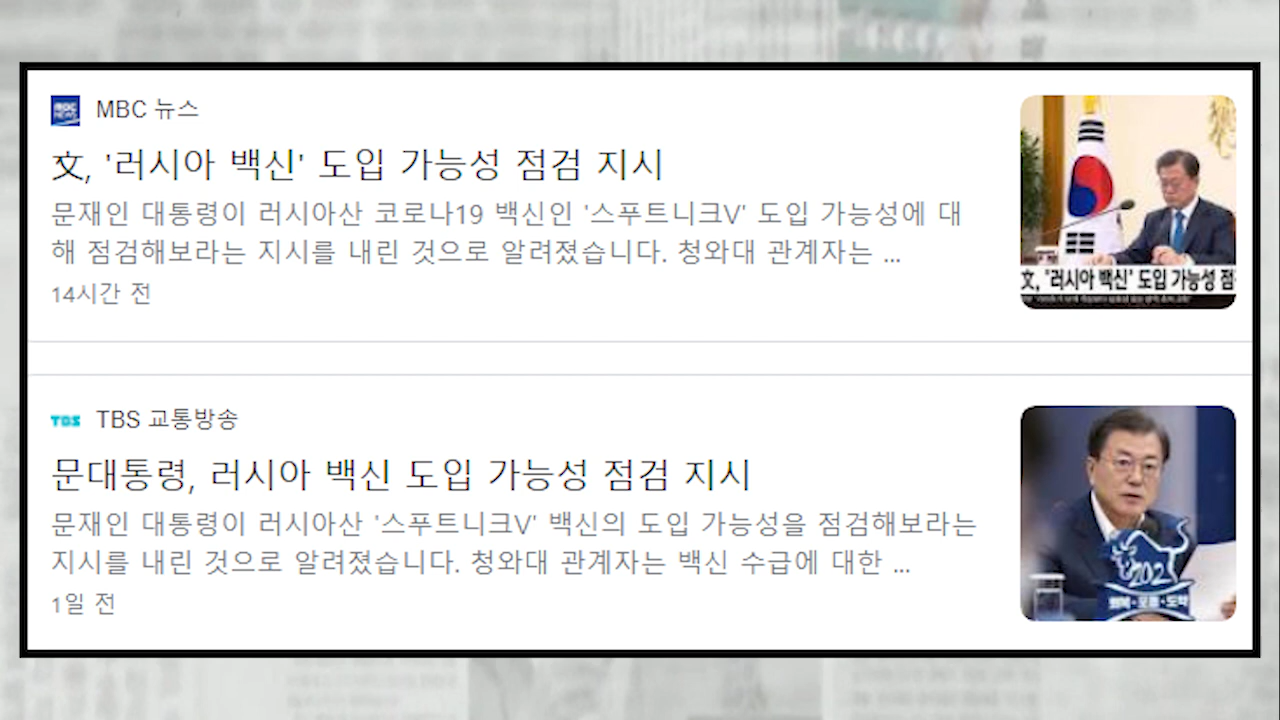 MBC 뉴스
文, '러시아 백신' 도입 가능성 점검 지시
문재인 대통령이 러시아산 코로나19 백신인 '스푸트니크V' 도입 가능성에 대
해 점검해보라는 지시를 내린 것으로 알려졌습니다. 청와대 관계자는 ...
14시간 전
文, '러시아 백신' 도입 가능성 점
TBS 교통방송
문대통령, 러시아 백신 도입 가능성 점검 지시
문재인 대통령이 러시아산 '스푸트니크V' 백신의 도입 가능성을 점검해보라는
지시를 내린 것으로 알려졌습니다. 청와대 관계자는 백신 수급에 대한 ...
1일 전
TBS
202
회복·포용·도약